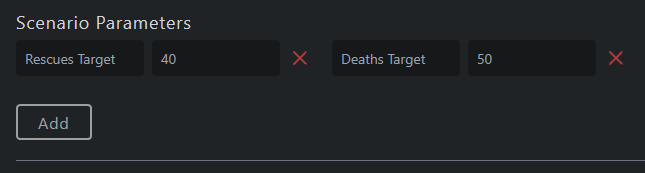 Scenario Parameters
Rescues Target 40 Deaths Target 50
Add